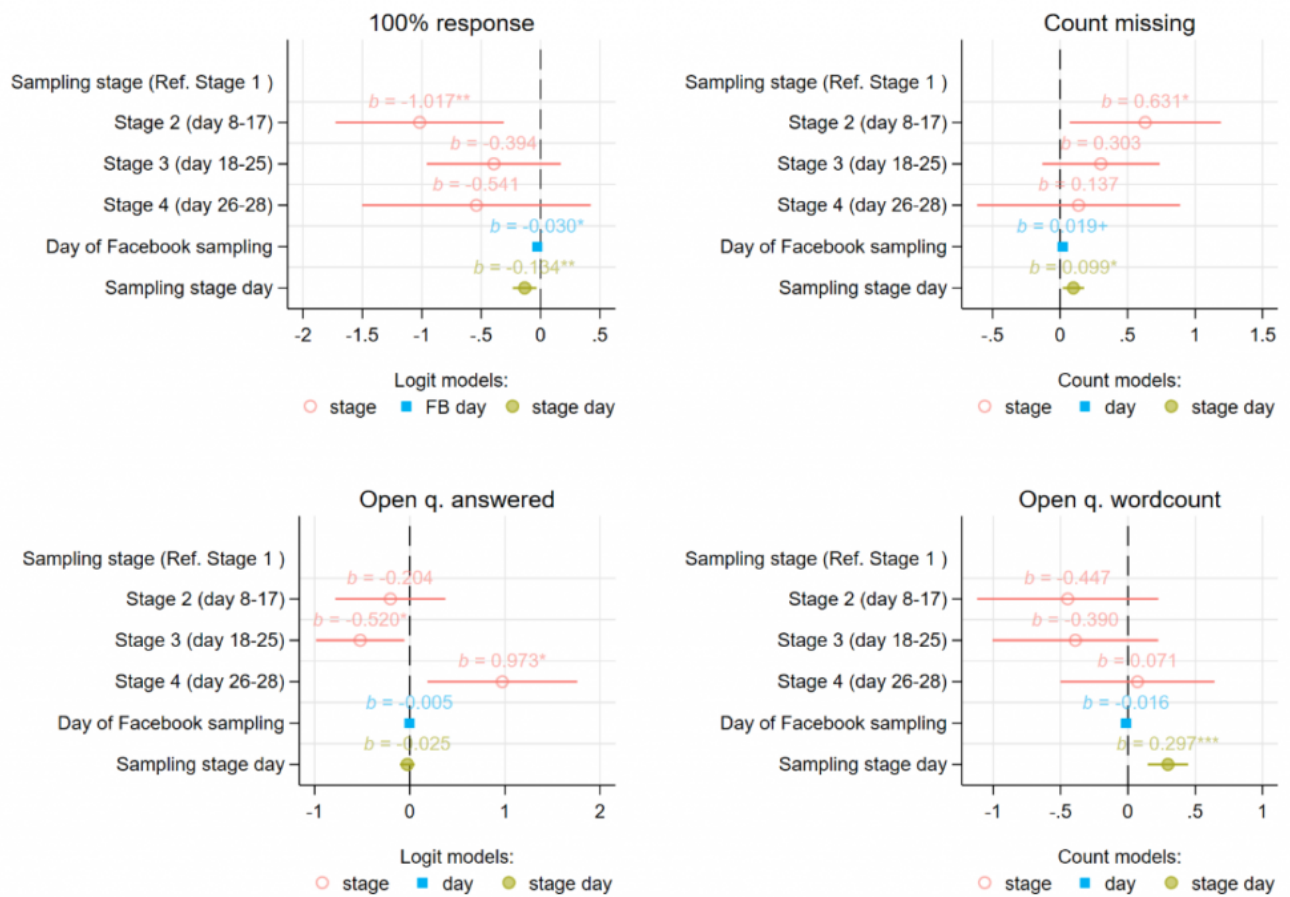 100% response
Sampling stage (Ref. Stage 1 )
b = -1.017**
Stage 2 (day 8-17)
b = -0.394
Stage 3 (day 18-25)
b = -0.541
Stage 4 (day 26-28)
b = -0.030*
Day of Facebook sampling
b = -0.134**
Sampling stage day
-2 -1.5 -1 -.5 0 .5
Logit models:
stage FB day stage day
Count missing
Sampling stage (Ref. Stage 1 )
b = 0.631*
Stage 2 (day 8-17)
b = 0.303
Stage 3 (day 18-25)
b = 0.137
Stage 4 (day 26-28)
b = 0.019+
Day of Facebook sampling
b = 0.099*
Sampling stage day
-.5 0 .5 1 1.5
Count models:
stage day stage day
Open q. answered
Sampling stage (Ref. Stage 1 )
b = -0.204
Stage 2 (day 8-17)
b = -0.520*
Stage 3 (day 18-25)
b = 0.973*
Stage 4 (day 26-28)
b = -0.005
Day of Facebook sampling
b = -0.025
Sampling stage day
-1 0 1 2
Logit models:
stage day stage day
Open q. wordcount
Sampling stage (Ref. Stage 1 )
b = -0.447
Stage 2 (day 8-17)
b = -0.390
Stage 3 (day 18-25)
b = 0.071
Stage 4 (day 26-28)
b = -0.016
Day of Facebook sampling
b = 0.297***
Sampling stage day
-1 -.5 0 .5 1
Count models:
stage day stage day